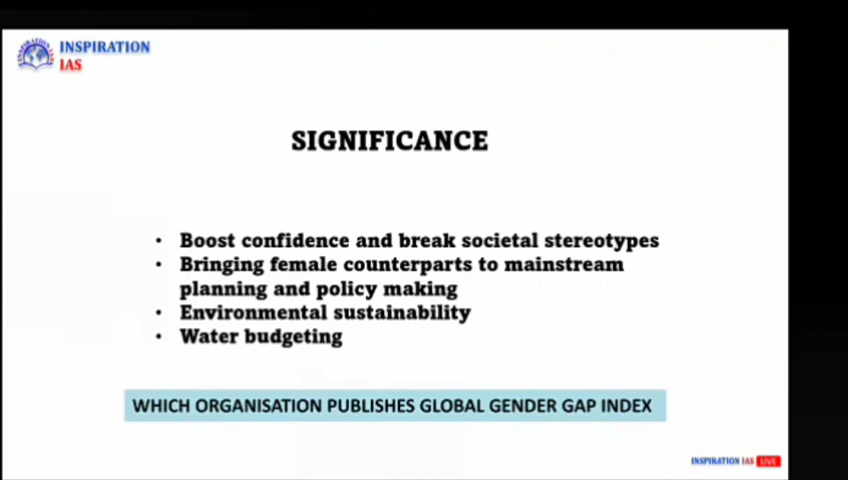 INSPIRATION
IAS
SIGNIFICANCE
• Boost confidence and break societal stereotypes
• Bringing female counterparts to mainstream
planning and policy making
• Environmental sustainability
• Water budgeting
WHICH ORGANISATION PUBLISHES GLOBAL GENDER GAP INDEX
INSPIRATION IAS LIVE